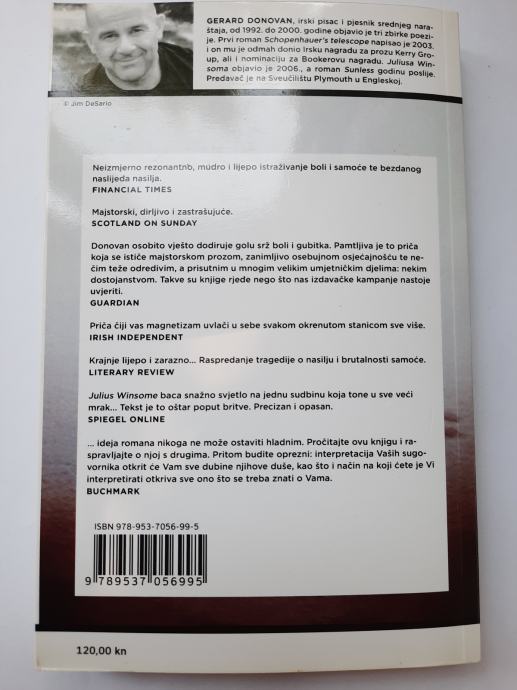 GERARD DONOVAN, irski pisac i pjesnik srednjeg nara-
štaja, od 1992. do 2000. godine objavio je tri zbirke poezi-
je. Prvi roman Schopenhauer's telescope napisao je 2003.
i on mu je odmah donio Irsku nagradu za prozu Kerry Gro-
up, ali i nominaciju za Bookerovu nagradu. Juliusa Win-
soma objavio je 2006., a roman Sunless godinu poslije.
Predavač je na Sveučilištu Plymouth u Engleskoj.
© Jim DeSario
Neizmjerno rezonantno, mudro i lijepo istraživanje boli i samoće te bezdanog
naslijeđa nasilja.
FINANCIAL TIMES
Majstorski, dirljivo i zastrašujuće.
SCOTLAND ON SUNDAY
Donovan osobito vješto dodiruje golu srž boli i gubitka. Pamtljiva je to priča
koja se ističe majstorskom prozom, zanimljivo osebujnom osjećajnošću te ne-
čim teže odredivim, a prisutnim u mnogim velikim umjetničkim djelima: nekim
dostojanstvom. Takve su knjige rjeđe nego što nas izdavačke kampanje nastoje
uvjeriti.
GUARDIAN
Priča čiji vas magnetizam uvlači u sebe svakom okrenutom stanicom sve više.
IRISH INDEPENDENT
Krajnje lijepo i zarazno... Raspredanje tragedije o nasilju i brutalnosti samoće.
LITERARY REVIEW
Julius Winsome baca snažno svjetlo na jednu sudbinu koja tone u sve veći
mrak... Tekst je to oštar poput britve. Precizan i opasan.
SPIEGEL ONLINE
... ideja romana nikoga ne može ostaviti hladnim. Pročitajte ovu knjigu i ra-
spravljajte o njoj s drugima. Pritom budite oprezni: interpretacija Vaših sugo-
vornika otkrit će Vam sve dubine njihove duše, kao što i način na koji ćete je Vi
interpretirati otkriva sve ono što se treba znati o Vama.
BUCHMARK
ISBN 978-953-7056-99-5
9 789537 056995
120,00 kn